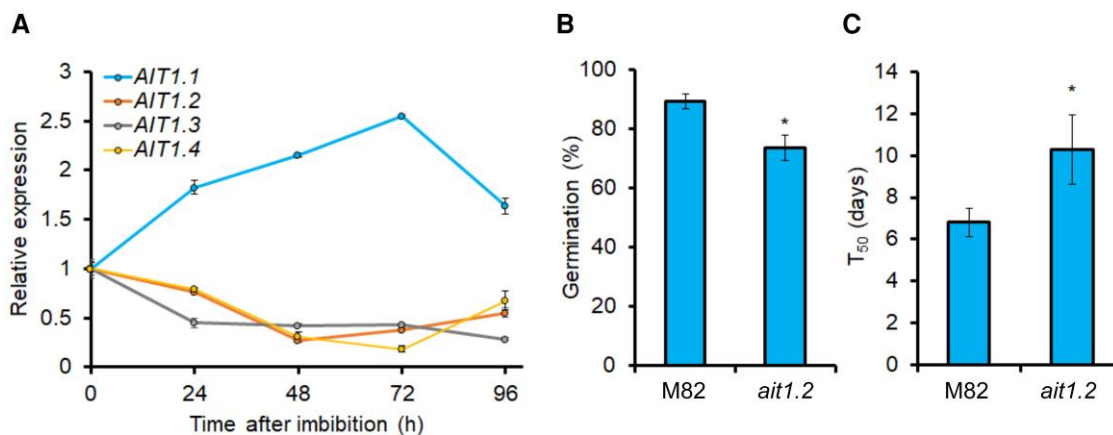 A
Relative expression
3
2.5
2
1.5
1
0.5
0
AIT1.1
AIT1.2
AIT1.3
AIT1.4
0 24 48 72 96
Time after imbibition (h)
B
Germination (%)
100
80
60
40
20
0
*
M82 ait1.2
C
T50 (days)
14
12
10
8
6
4
2
0
*
M82 ait1.2